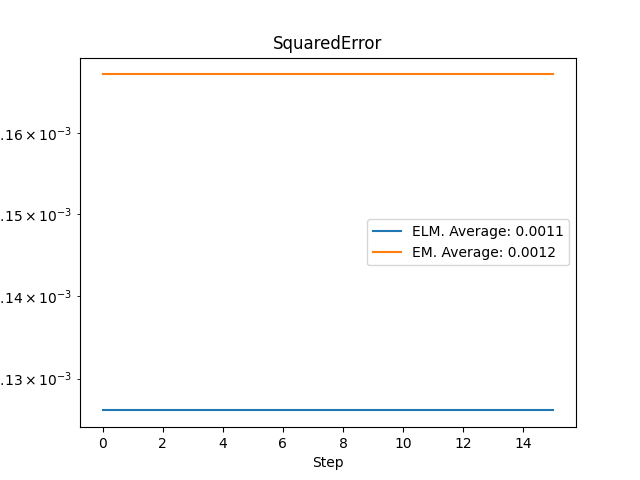 SquaredError
.16 × 10⁻³
.15 × 10⁻³
.14 × 10⁻³
.13 × 10⁻³
ELM. Average: 0.0011
EM. Average: 0.0012
0 2 4 6 8 10 12 14
Step